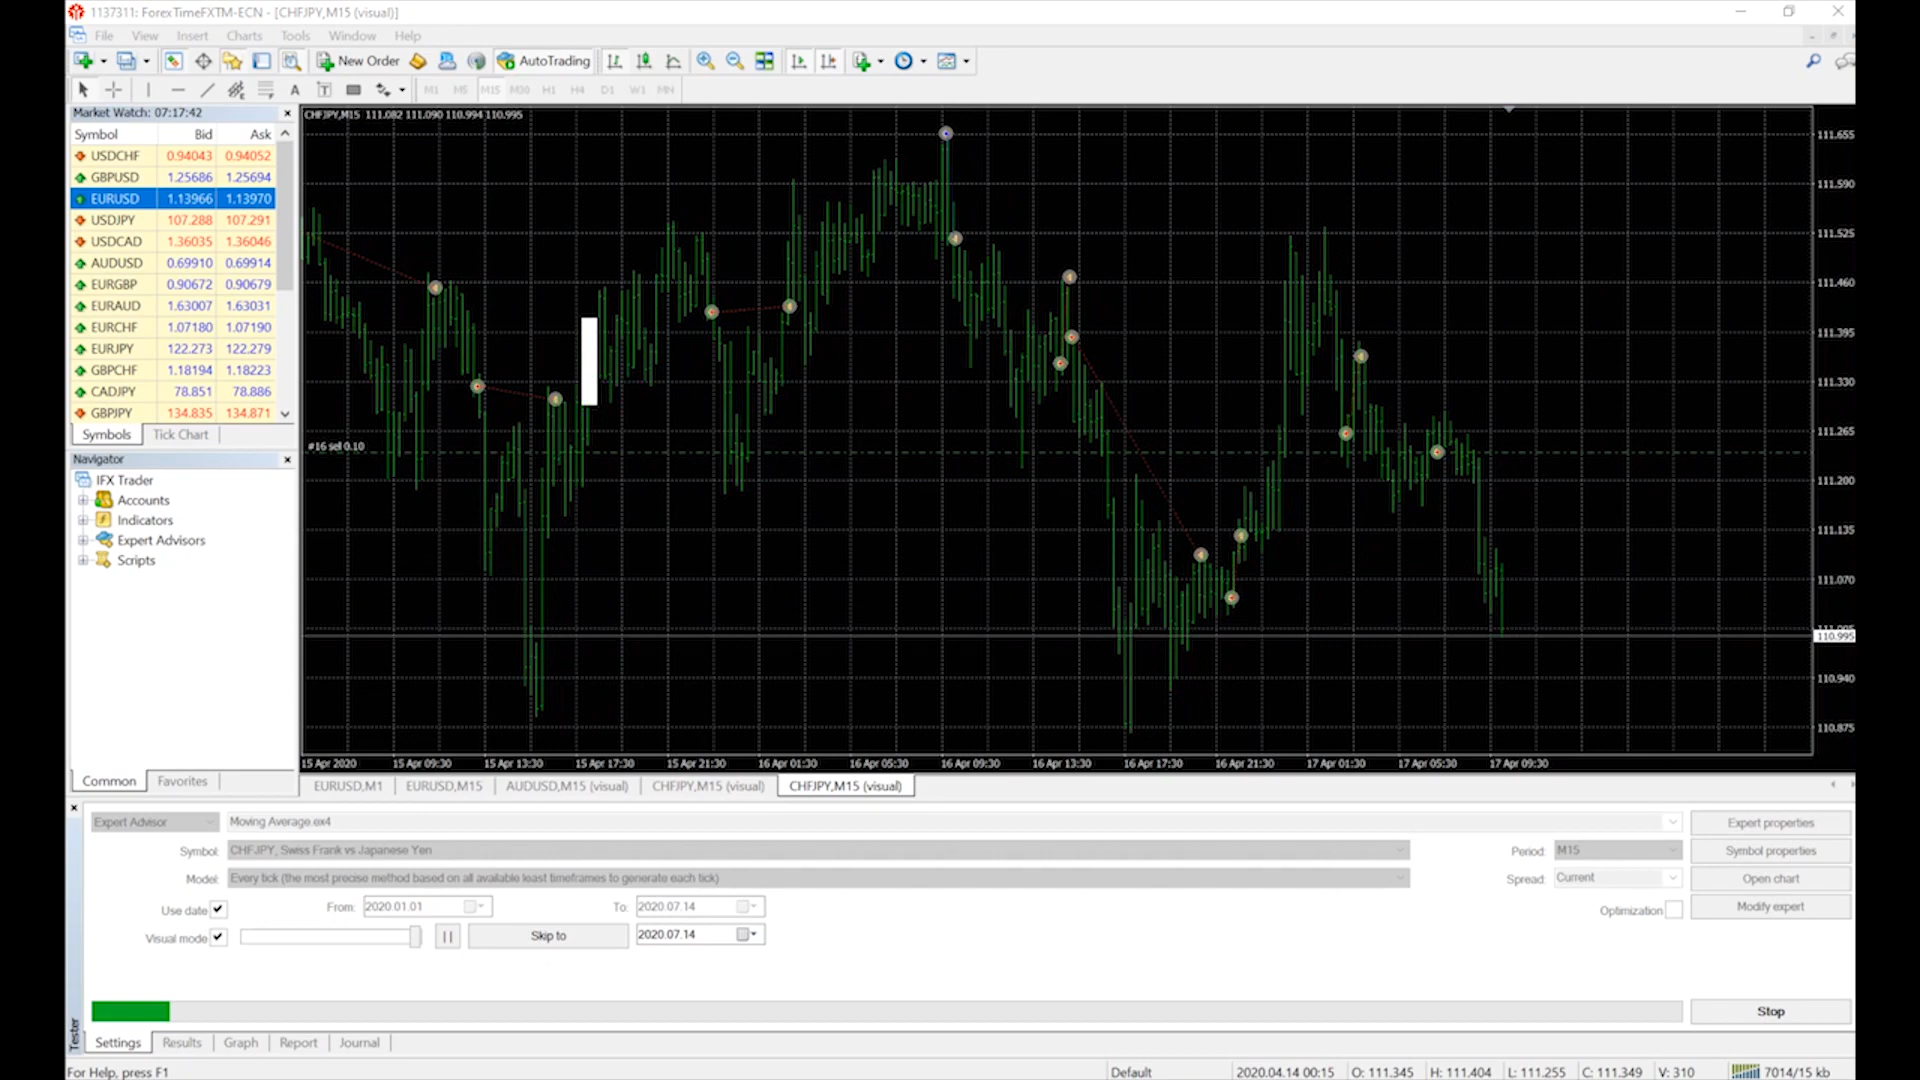 1137311: ForexTimeFXTM-ECN - [CHFJPY,M15 (visual)]
File View Insert Charts Tools Window Help
New Order AutoTrading
A T M1 M5 M15 M30 H1 H4 D1 W1 MN
Market Watch: 07:17:42
Symbol Bid Ask
USDCHF 0.94043 0.94052
GBPUSD 1.25686 1.25694
EURUSD 1.13966 1.13970
USDJPY 107.288 107.291
USDCAD 1.36035 1.36046
AUDUSD 0.69910 0.69914
EURGBP 0.90672 0.90679
EURAUD 1.63007 1.63031
EURCHF 1.07180 1.07190
EURJPY 122.273 122.279
GBPCHF 1.18194 1.18223
CADJPY 78.851 78.886
GBPJPY 134.835 134.871
Symbols Tick Chart
Navigator
IFX Trader
Accounts
Indicators
Expert Advisors
Scripts
Common Favorites
CHFJPY,M15 111.082 111.090 110.994 110.995
#16 sell 0.10
111.655
111.590
111.525
111.460
111.395
111.330
111.265
111.200
111.135
111.070
110.995
110.940
110.875
15 Apr 2020 15 Apr 09:30 15 Apr 13:30 15 Apr 17:30 15 Apr 21:30 16 Apr 01:30 16 Apr 05:30 16 Apr 09:30 16 Apr 13:30 16 Apr 17:30 16 Apr 21:30 17 Apr 01:30 17 Apr 05:30 17 Apr 09:30
EURUSD,M1 EURUSD,M15 AUDUSD,M15 (visual) CHFJPY,M15 (visual) CHFJPY,M15 (visual)
Expert Advisor Moving Average.ex4 Expert properties
Symbol: CHFJPY, Swiss Frank vs Japanese Yen Period: M15 Symbol properties
Model: Every tick (the most precise method based on all available least timeframes to generate each tick) Spread: Current Open chart
Use date From: 2020.01.01 To: 2020.07.14 Optimization Modify expert
Visual mode Skip to 2020.07.14
Stop
Tester
Settings Results Graph Report Journal
For Help, press F1 Default 2020.04.14 00:15 O: 111.345 H: 111.404 L: 111.255 C: 111.349 V: 310 7014/15 kb